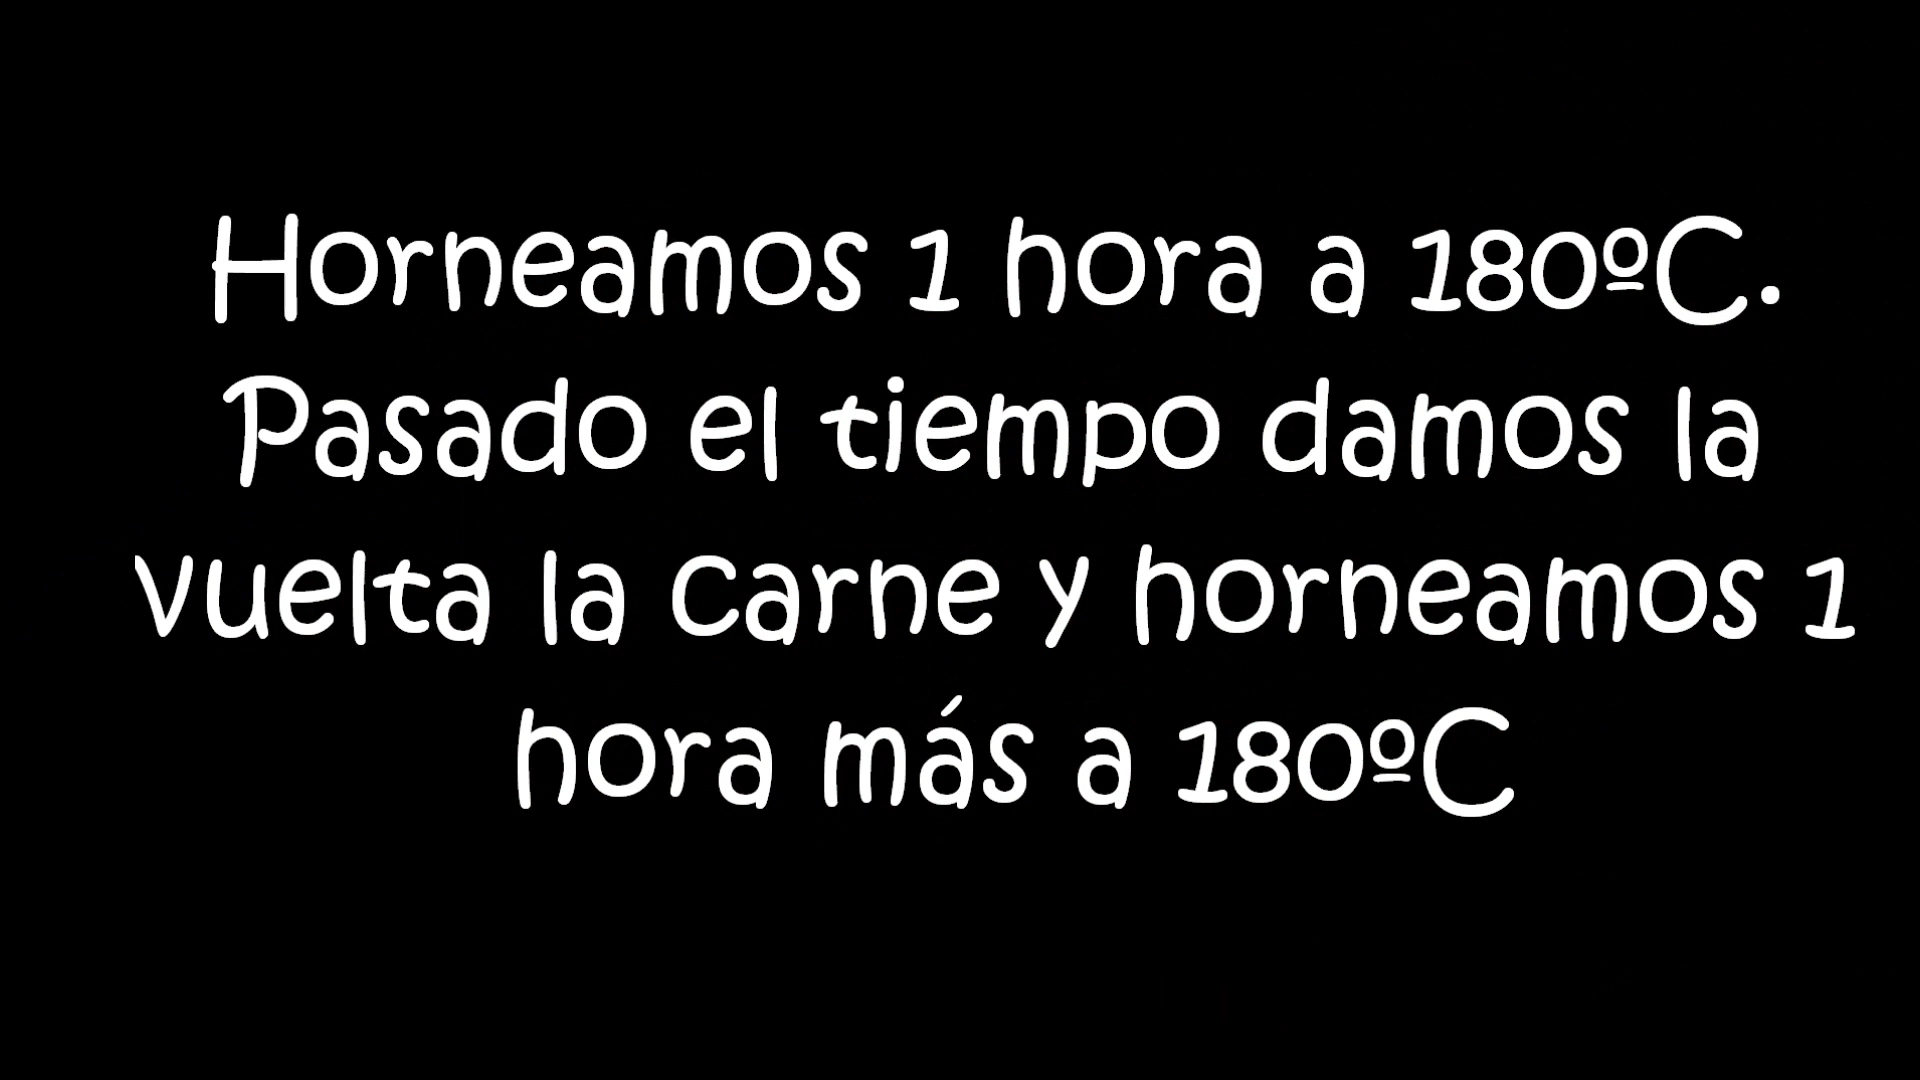 Horneamos 1 hora a 180ºC.
Pasado el tiempo damos la
vuelta la carne y horneamos 1
hora más a 180ºC